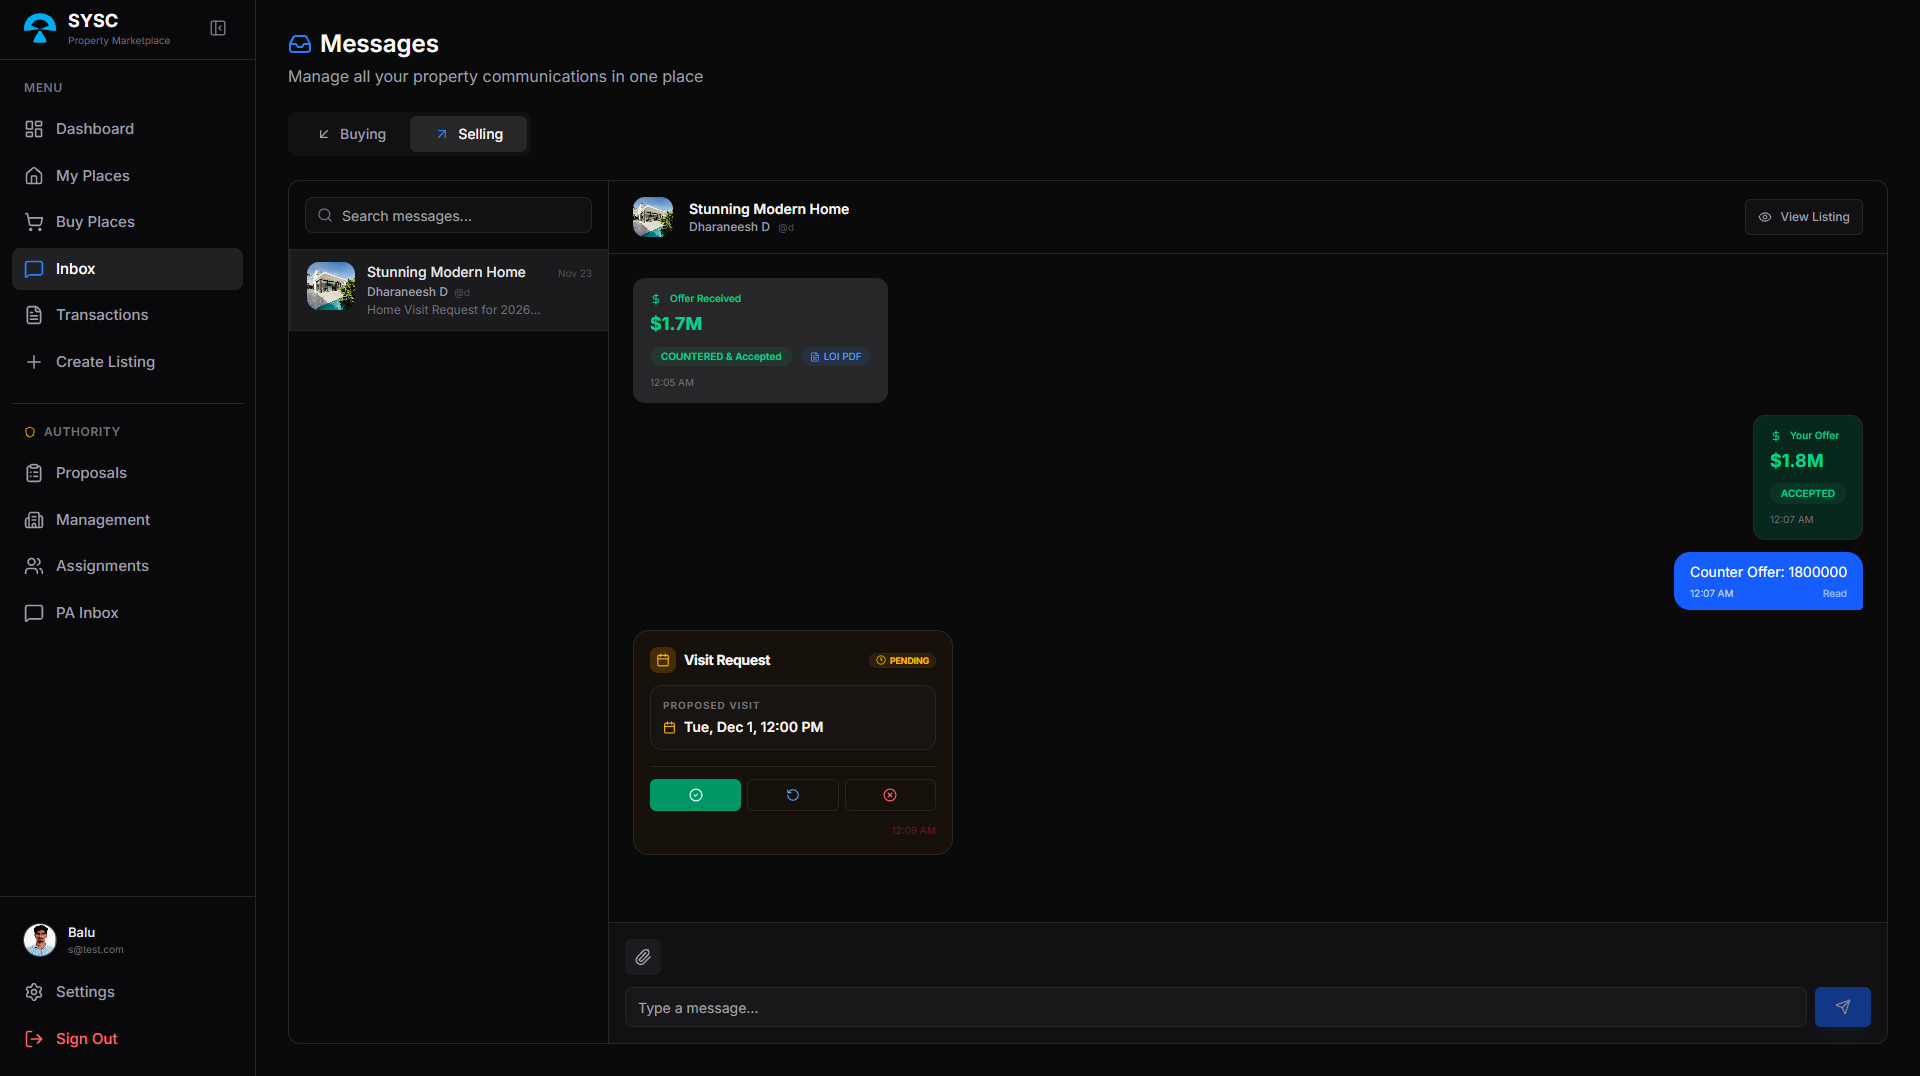 SYSC
Property Marketplace
MENU
Dashboard
My Places
Buy Places
Inbox
Transactions
Create Listing
AUTHORITY
Proposals
Management
Assignments
PA Inbox
Balu
s@test.com
Settings
Sign Out
Messages
Manage all your property communications in one place
Buying
Selling
Search messages...
Stunning Modern Home Nov 23
Dharaneesh D @d
Home Visit Request for 2026...
Stunning Modern Home
Dharaneesh D @d
View Listing
Offer Received
$1.7M
COUNTERED & Accepted LOI PDF
12:05 AM
Your Offer
$1.8M
ACCEPTED
12:07 AM
Counter Offer: 1800000
12:07 AM Read
Visit Request PENDING
PROPOSED VISIT
Tue, Dec 1, 12:00 PM
12:09 AM
Type a message...